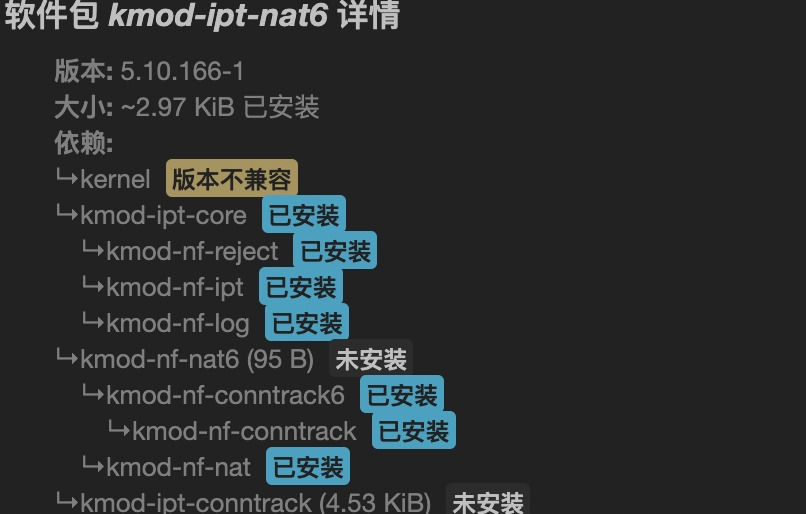 软件包 kmod-ipt-nat6 详情
版本: 5.10.166-1
大小: ~2.97 KiB 已安装
依赖:
↪kernel 版本不兼容
↪kmod-ipt-core 已安装
↪kmod-nf-reject 已安装
↪kmod-nf-ipt 已安装
↪kmod-nf-log 已安装
↪kmod-nf-nat6 (95 B) 未安装
↪kmod-nf-conntrack6 已安装
↪kmod-nf-conntrack 已安装
↪kmod-nf-nat 已安装
↪kmod-ipt-conntrack (4.53 KiB) 未安装